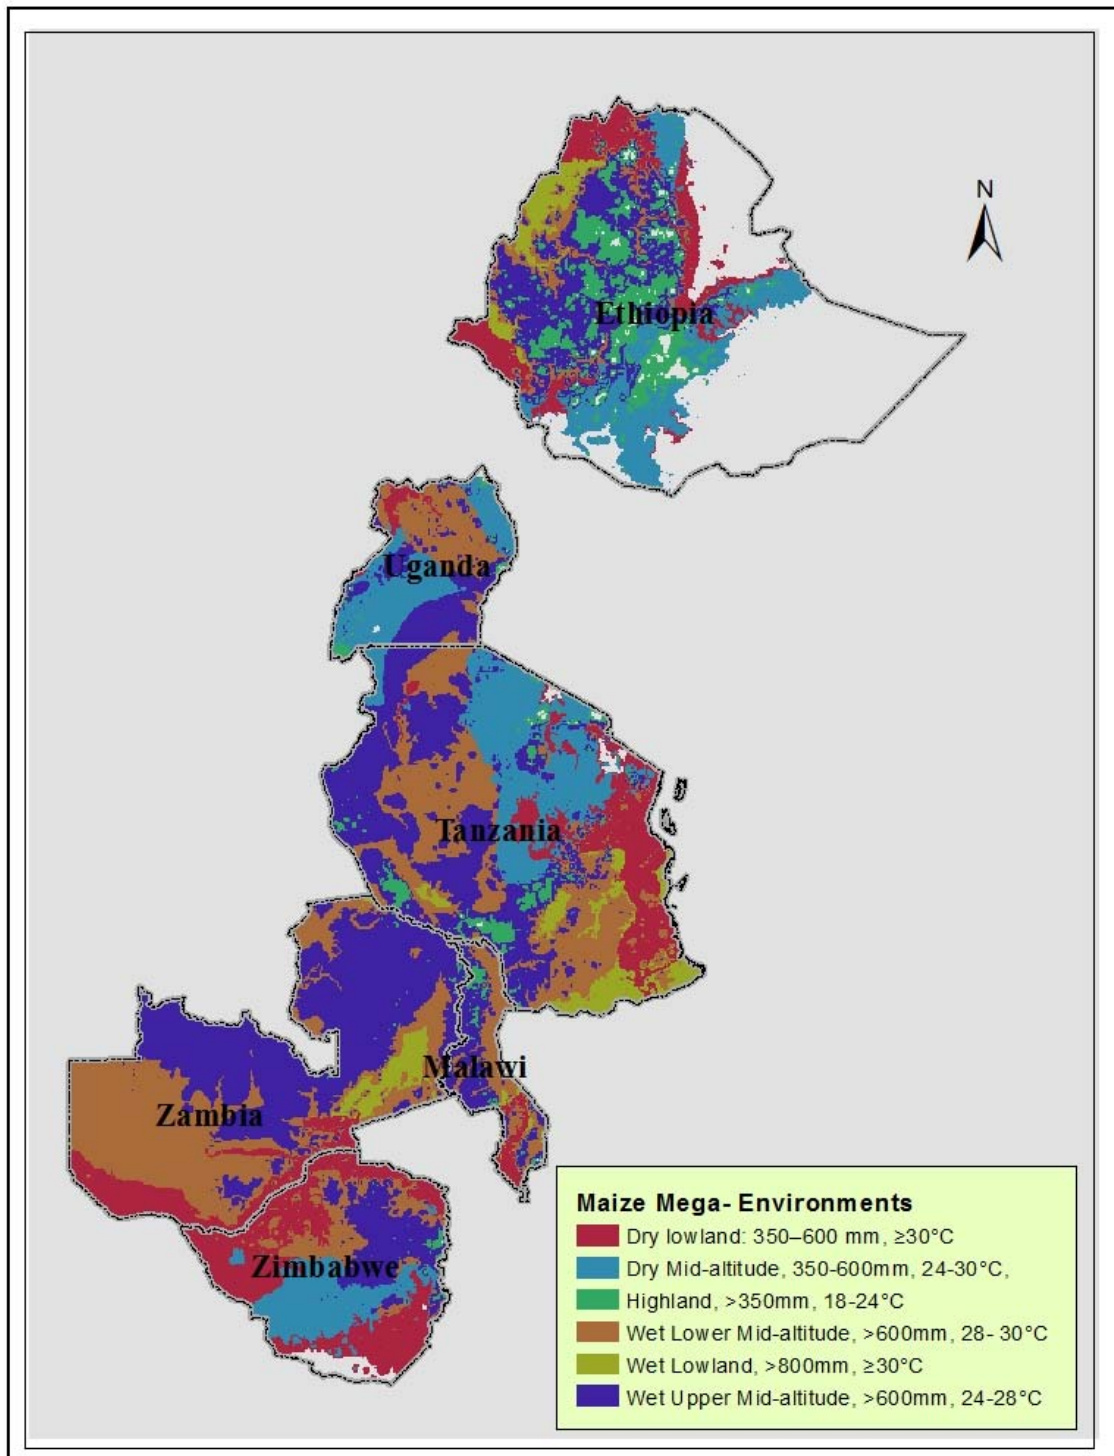 N
Ethiopia
Uganda
Tanzania
Malawi
Zambia
Zimbabwe
Maize Mega- Environments
Dry lowland: 350–600 mm, ≥30°C
Dry Mid-altitude, 350-600mm, 24-30°C,
Highland, >350mm, 18-24°C
Wet Lower Mid-altitude, >600mm, 28- 30°C
Wet Lowland, >800mm, ≥30°C
Wet Upper Mid-altitude, >600mm, 24-28°C